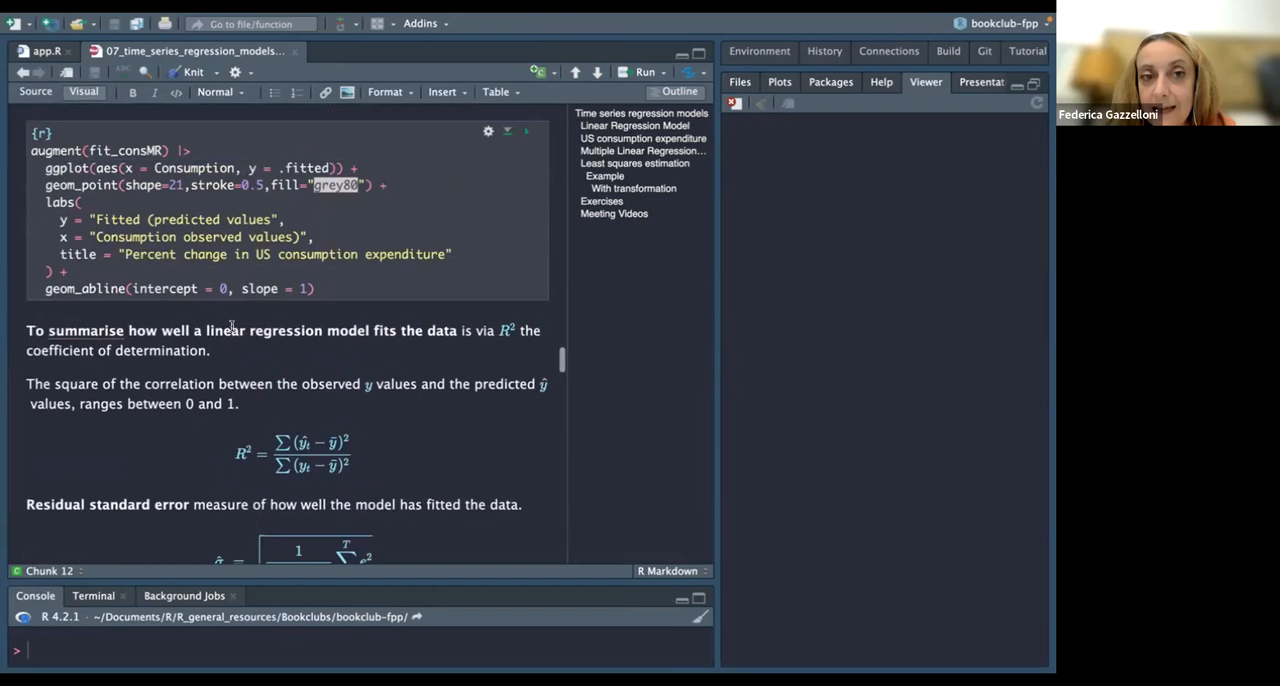 Go to file/function
Addins
bookclub-fpp
app.R
07_time_series_regression_models...
Knit
Run
Source
Visual
B
I
</>
Normal
Format
Insert
Table
Outline
{r}
augment(fit_consMR) |>
ggplot(aes(x = Consumption, y = .fitted)) +
geom_point(shape=21,stroke=0.5,fill="grey80") +
labs(
y = "Fitted (predicted values",
x = "Consumption observed values)",
title = "Percent change in US consumption expenditure"
) +
geom_abline(intercept = 0, slope = 1)
To summarise how well a linear regression model fits the data is via R² the
coefficient of determination.
The square of the correlation between the observed y values and the predicted ŷ
values, ranges between 0 and 1.
R² = ∑(ŷₜ − ȳ)² / ∑(yₜ − ȳ)²
Residual standard error measure of how well the model has fitted the data.
Time series regression models
Linear Regression Model
US consumption expenditure
Multiple Linear Regression...
Least squares estimation
Example
With transformation
Exercises
Meeting Videos
Chunk 12
R Markdown
Console
Terminal
Background Jobs
R 4.2.1 · ~/Documents/R/R_general_resources/Bookclubs/bookclub-fpp/
>
Environment
History
Connections
Build
Git
Tutorial
Files
Plots
Packages
Help
Viewer
Presentat
Federica Gazzelloni